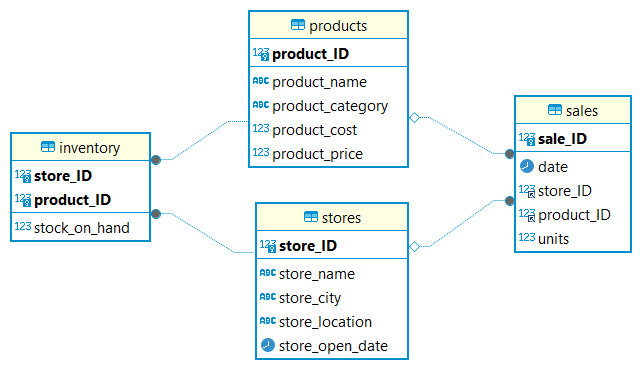 products
123 product_ID
ABC product_name
ABC product_category
123 product_cost
123 product_price
inventory
123 store_ID
123 product_ID
123 stock_on_hand
stores
123 store_ID
ABC store_name
ABC store_city
ABC store_location
store_open_date
sales
123 sale_ID
date
123 store_ID
123 product_ID
123 units